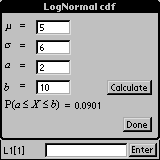 LogNormal cdf
μ = 5
σ = 6
a = 2
b = 10 Calculate
P(a ≤ X ≤ b) = 0.0901
Done
L1[1] Enter